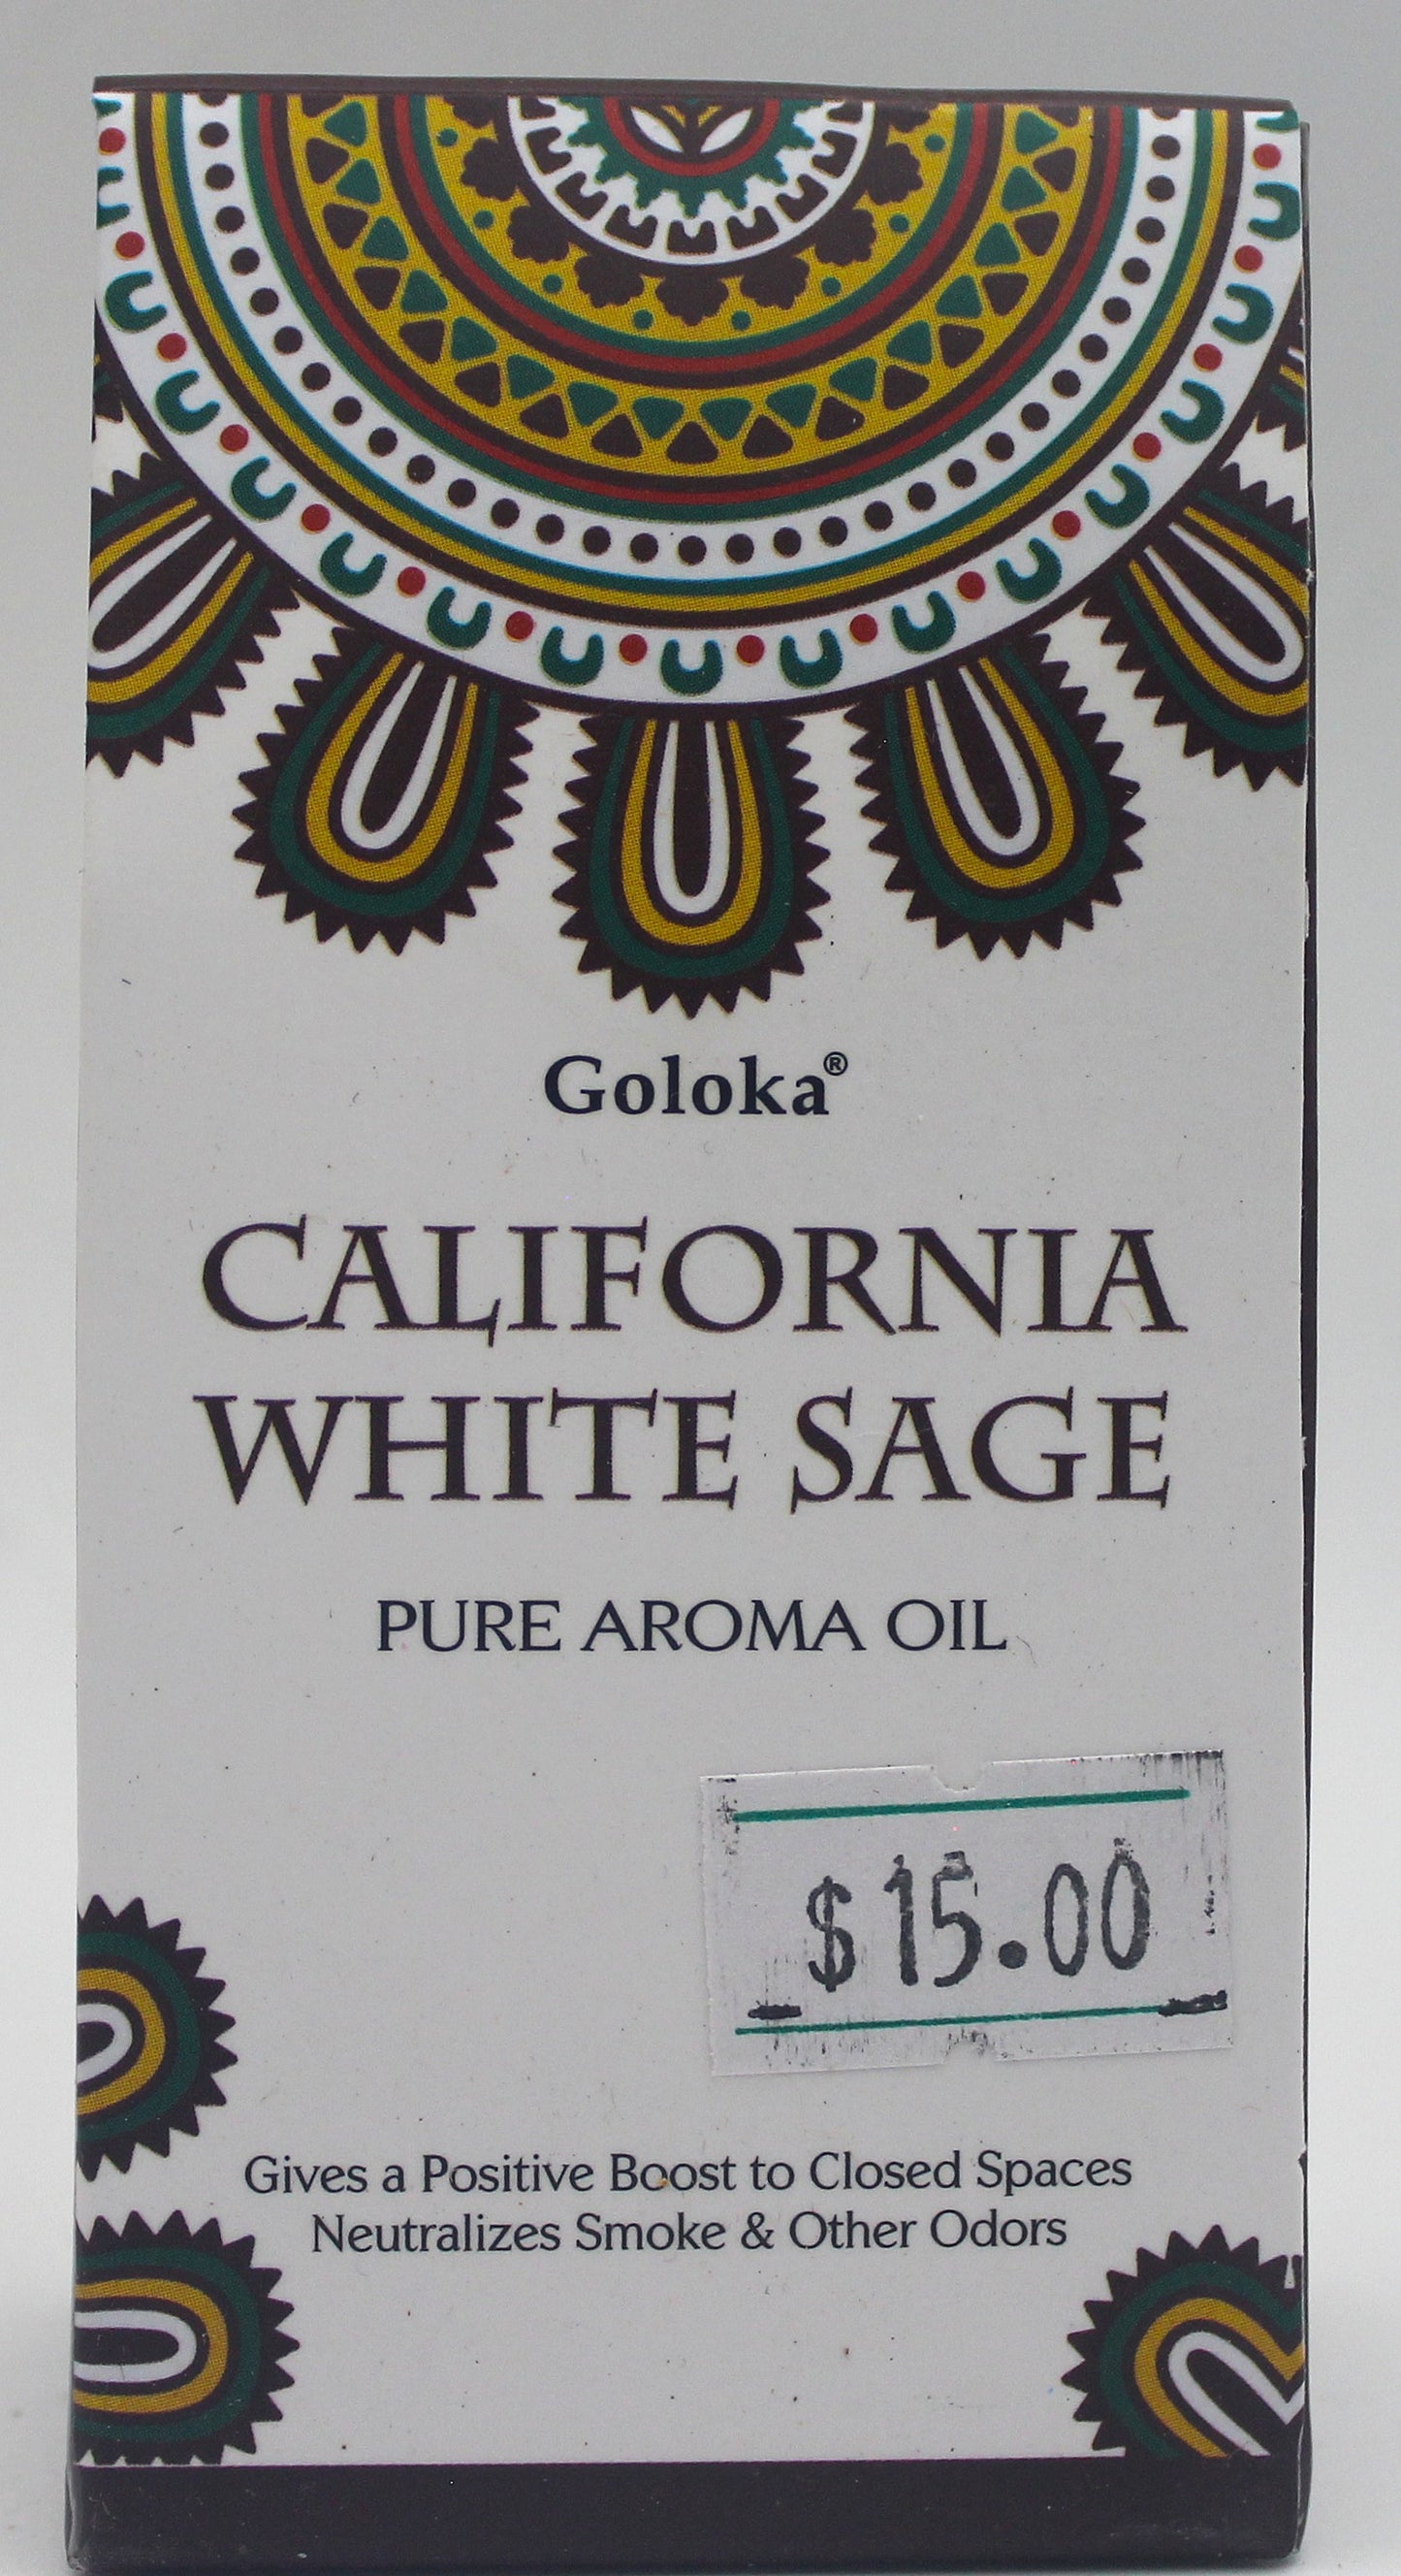 Goloka®
CALIFORNIA
WHITE SAGE
PURE AROMA OIL
$15.00
Gives a Positive Boost to Closed Spaces
Neutralizes Smoke & Other Odors